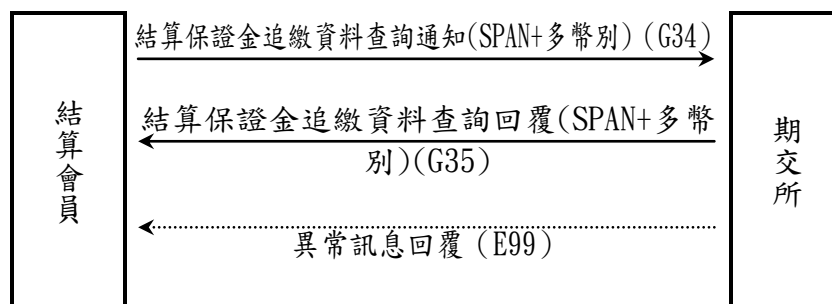 結算保證金追繳資料查詢通知(SPAN+多幣別)(G34)
結算會員
結算保證金追繳資料查詢回覆(SPAN+多幣
別)(G35)
期交所
異常訊息回覆(E99)